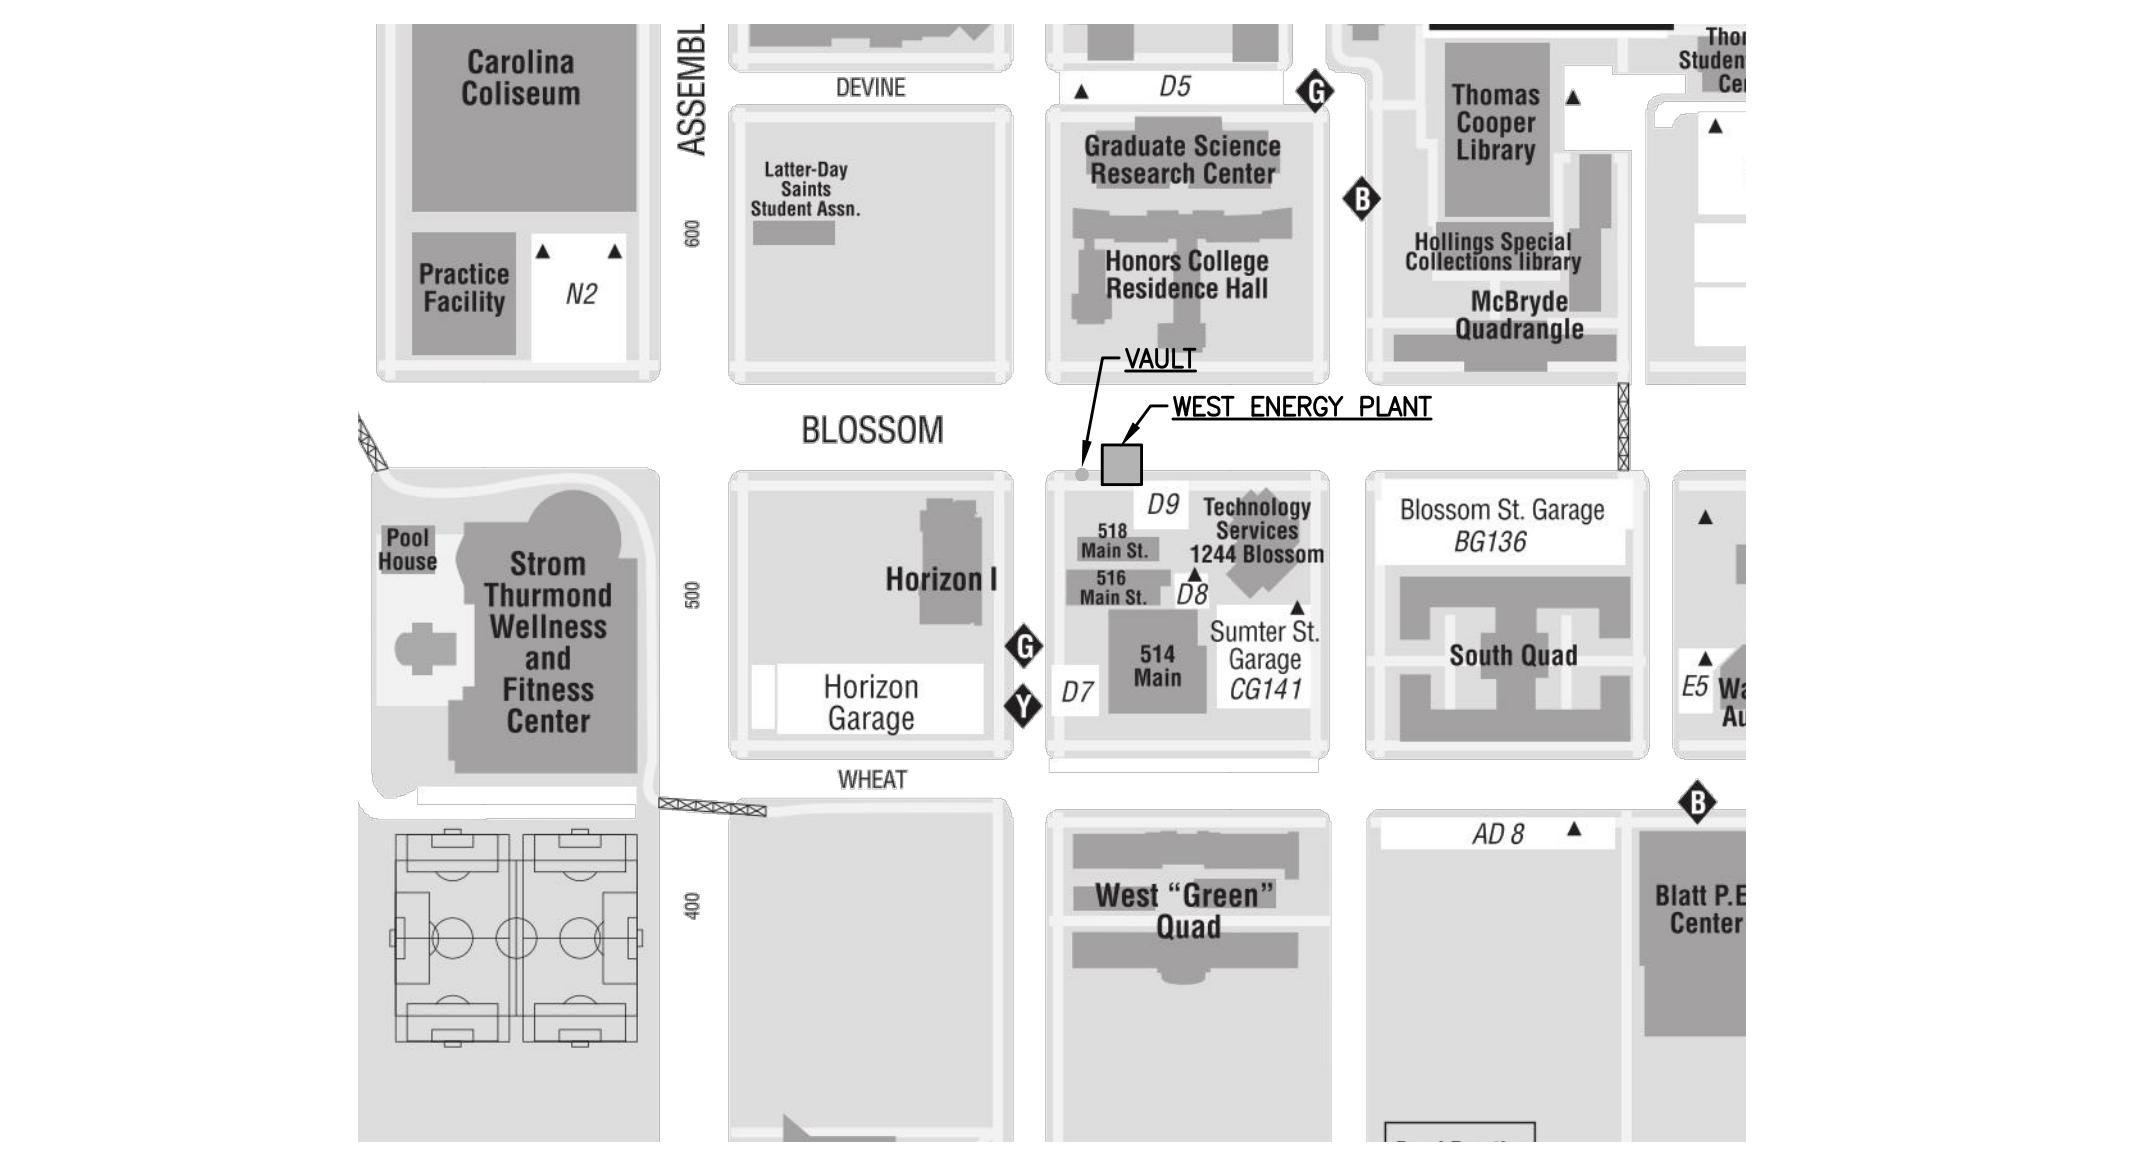 Carolina
Coliseum
ASSEMBL
DEVINE
D5
G
Thomas
Cooper
Library
Thor
Studen
Cer
Latter-Day
Saints
Student Assn.
Graduate Science
Research Center
B
600
Practice
Facility
N2
Honors College
Residence Hall
Hollings Special
Collections library
McBryde
Quadrangle
VAULT
WEST ENERGY PLANT
BLOSSOM
Pool
House
Strom
Thurmond
Wellness
and
Fitness
Center
500
Horizon I
Horizon
Garage
G
Y
D9
518
Main St.
516
Main St.
D8
Technology
Services
1244 Blossom
514
Main
D7
Sumter St.
Garage
CG141
Blossom St. Garage
BG136
South Quad
E5
Wa
Au
WHEAT
B
AD 8
400
West “Green”
Quad
Blatt P.E
Center